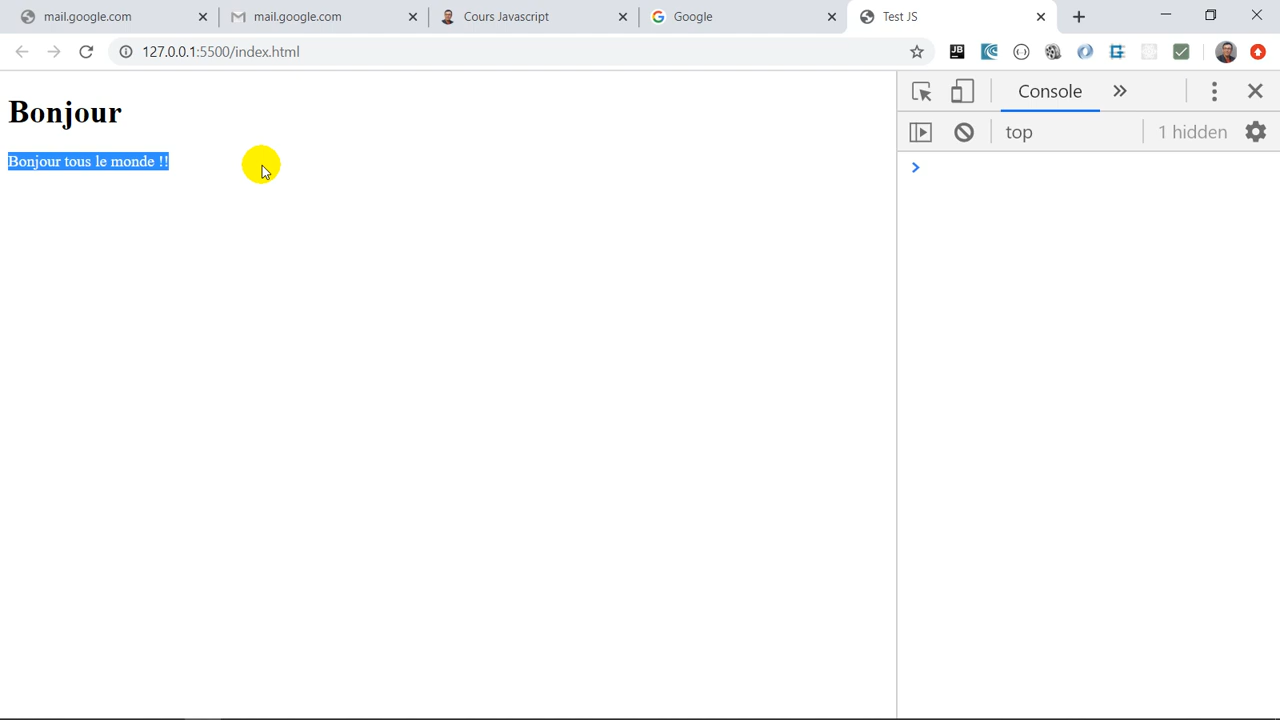 mail.google.com
mail.google.com
Cours Javascript
Google
Test JS
127.0.0.1:5500/index.html
JB
Console
top
1 hidden
Bonjour
Bonjour tous le monde !!